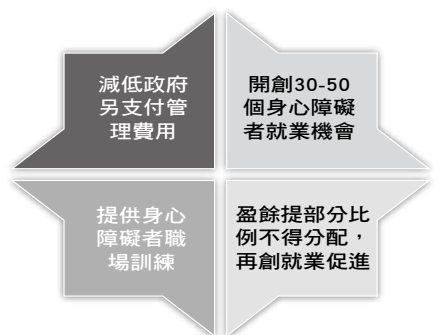 減低政府
另支付管
理費用
開創30-50
個身心障礙
者就業機會
提供身心
障礙者職
場訓練
盈餘提部分比
例不得分配，
再創就業促進